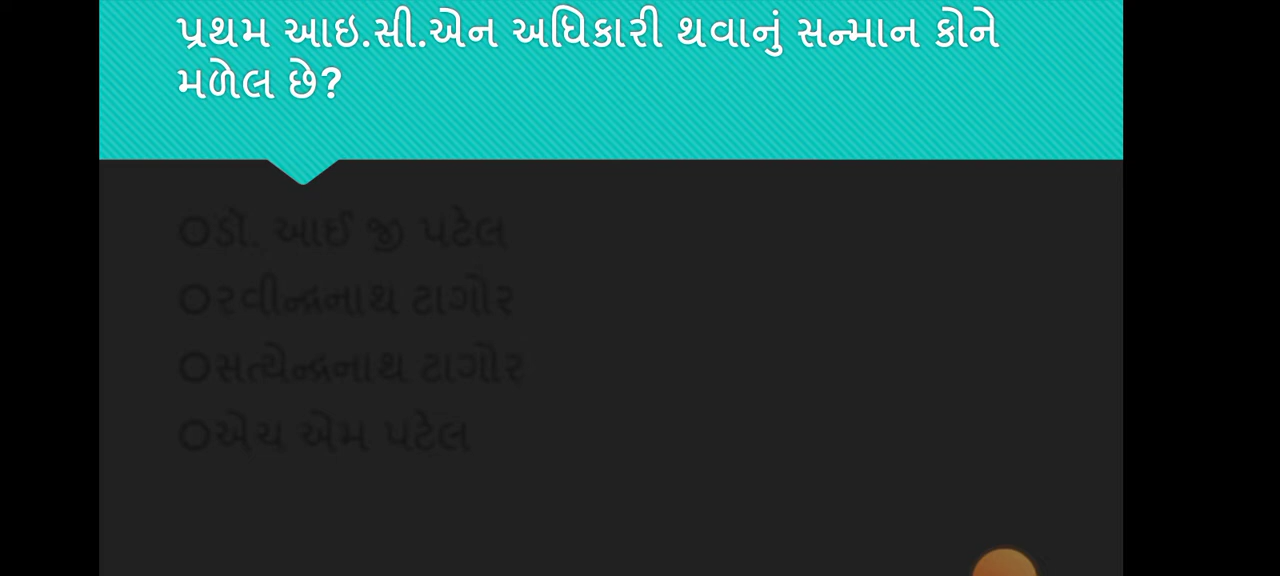 પ્રથમ આઇ.સી.એન અધિકારી થવાનું સન્માન કોને
મળેલ છે?
ડૉ. આઈ જી પટેલ
રવીન્દ્રનાથ ટાગોર
સત્યેન્દ્રનાથ ટાગોર
એચ એમ પટેલ